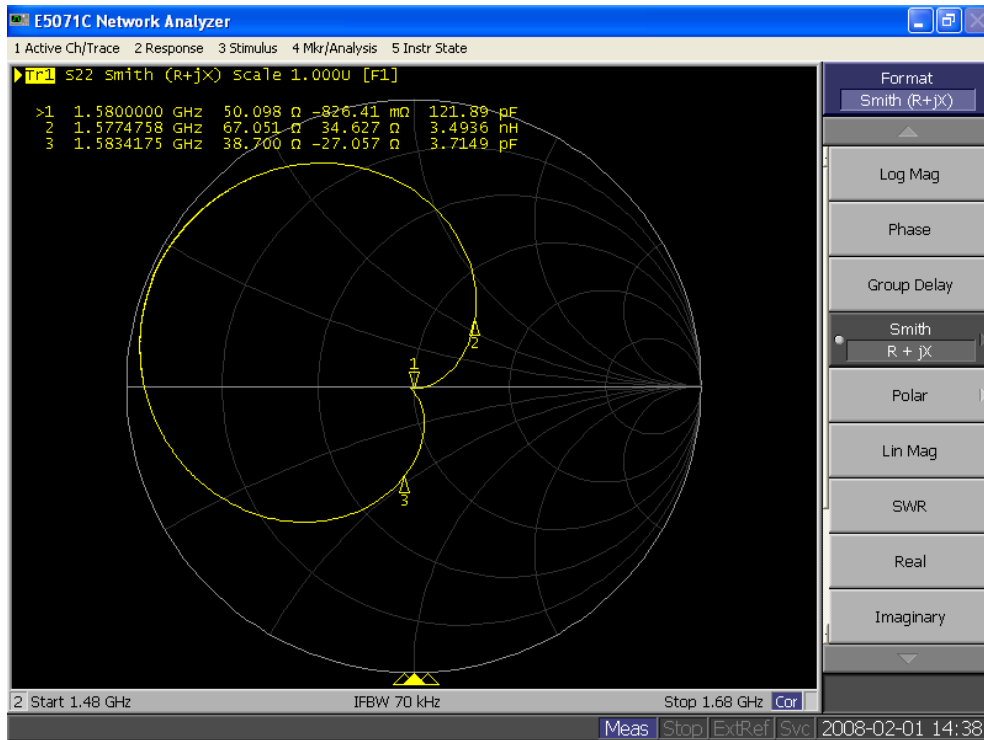 E5071C Network Analyzer
1 Active Ch/Trace 2 Response 3 Stimulus 4 Mkr/Analysis 5 Instr State
Tr1 S22 Smith (R+jX) Scale 1.000U [F1]
>1 1.5800000 GHz 50.098 Ω -826.41 mΩ 121.89 pF
2 1.5774758 GHz 67.051 Ω 34.627 Ω 3.4936 nH
3 1.5834175 GHz 38.700 Ω -27.057 Ω 3.7149 pF
1
2
3
Format
Smith (R+jX)
Log Mag
Phase
Group Delay
Smith
R + jX
Polar
Lin Mag
SWR
Real
Imaginary
2 Start 1.48 GHz IFBW 70 kHz Stop 1.68 GHz Cor
Meas Stop ExtRef Svc 2008-02-01 14:38